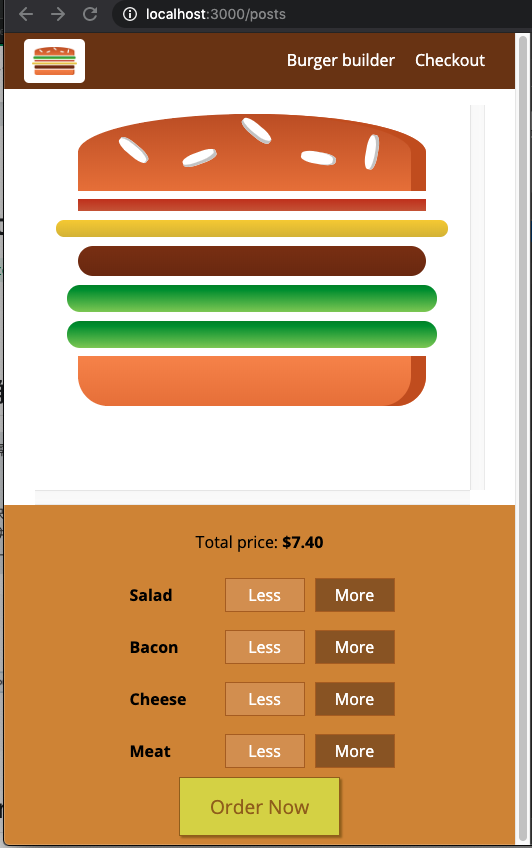 localhost:3000/posts
Burger builder Checkout
Total price: $7.40
Salad Less More
Bacon Less More
Cheese Less More
Meat Less More
Order Now